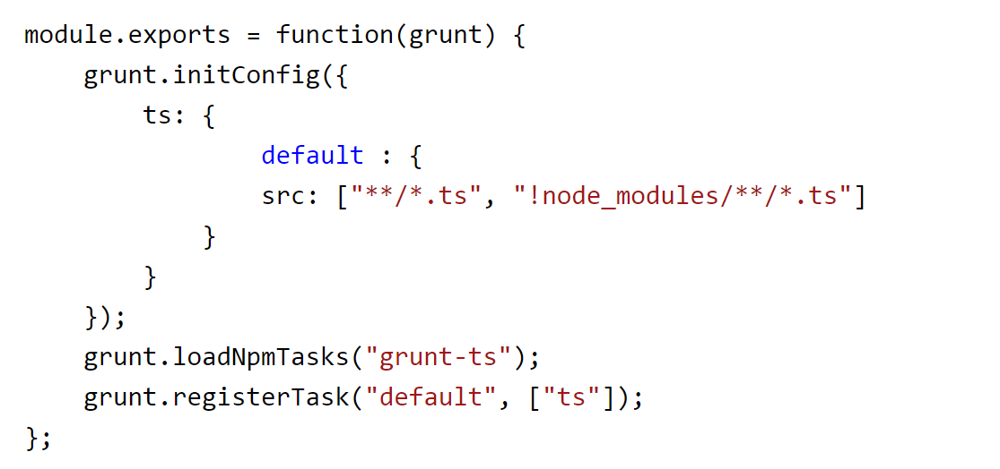 module.exports = function(grunt) {
    grunt.initConfig({
        ts: {
                default : {
                src: ["**/*.ts", "!node_modules/**/*.ts"]
            }
        }
    });
    grunt.loadNpmTasks("grunt-ts");
    grunt.registerTask("default", ["ts"]);
};